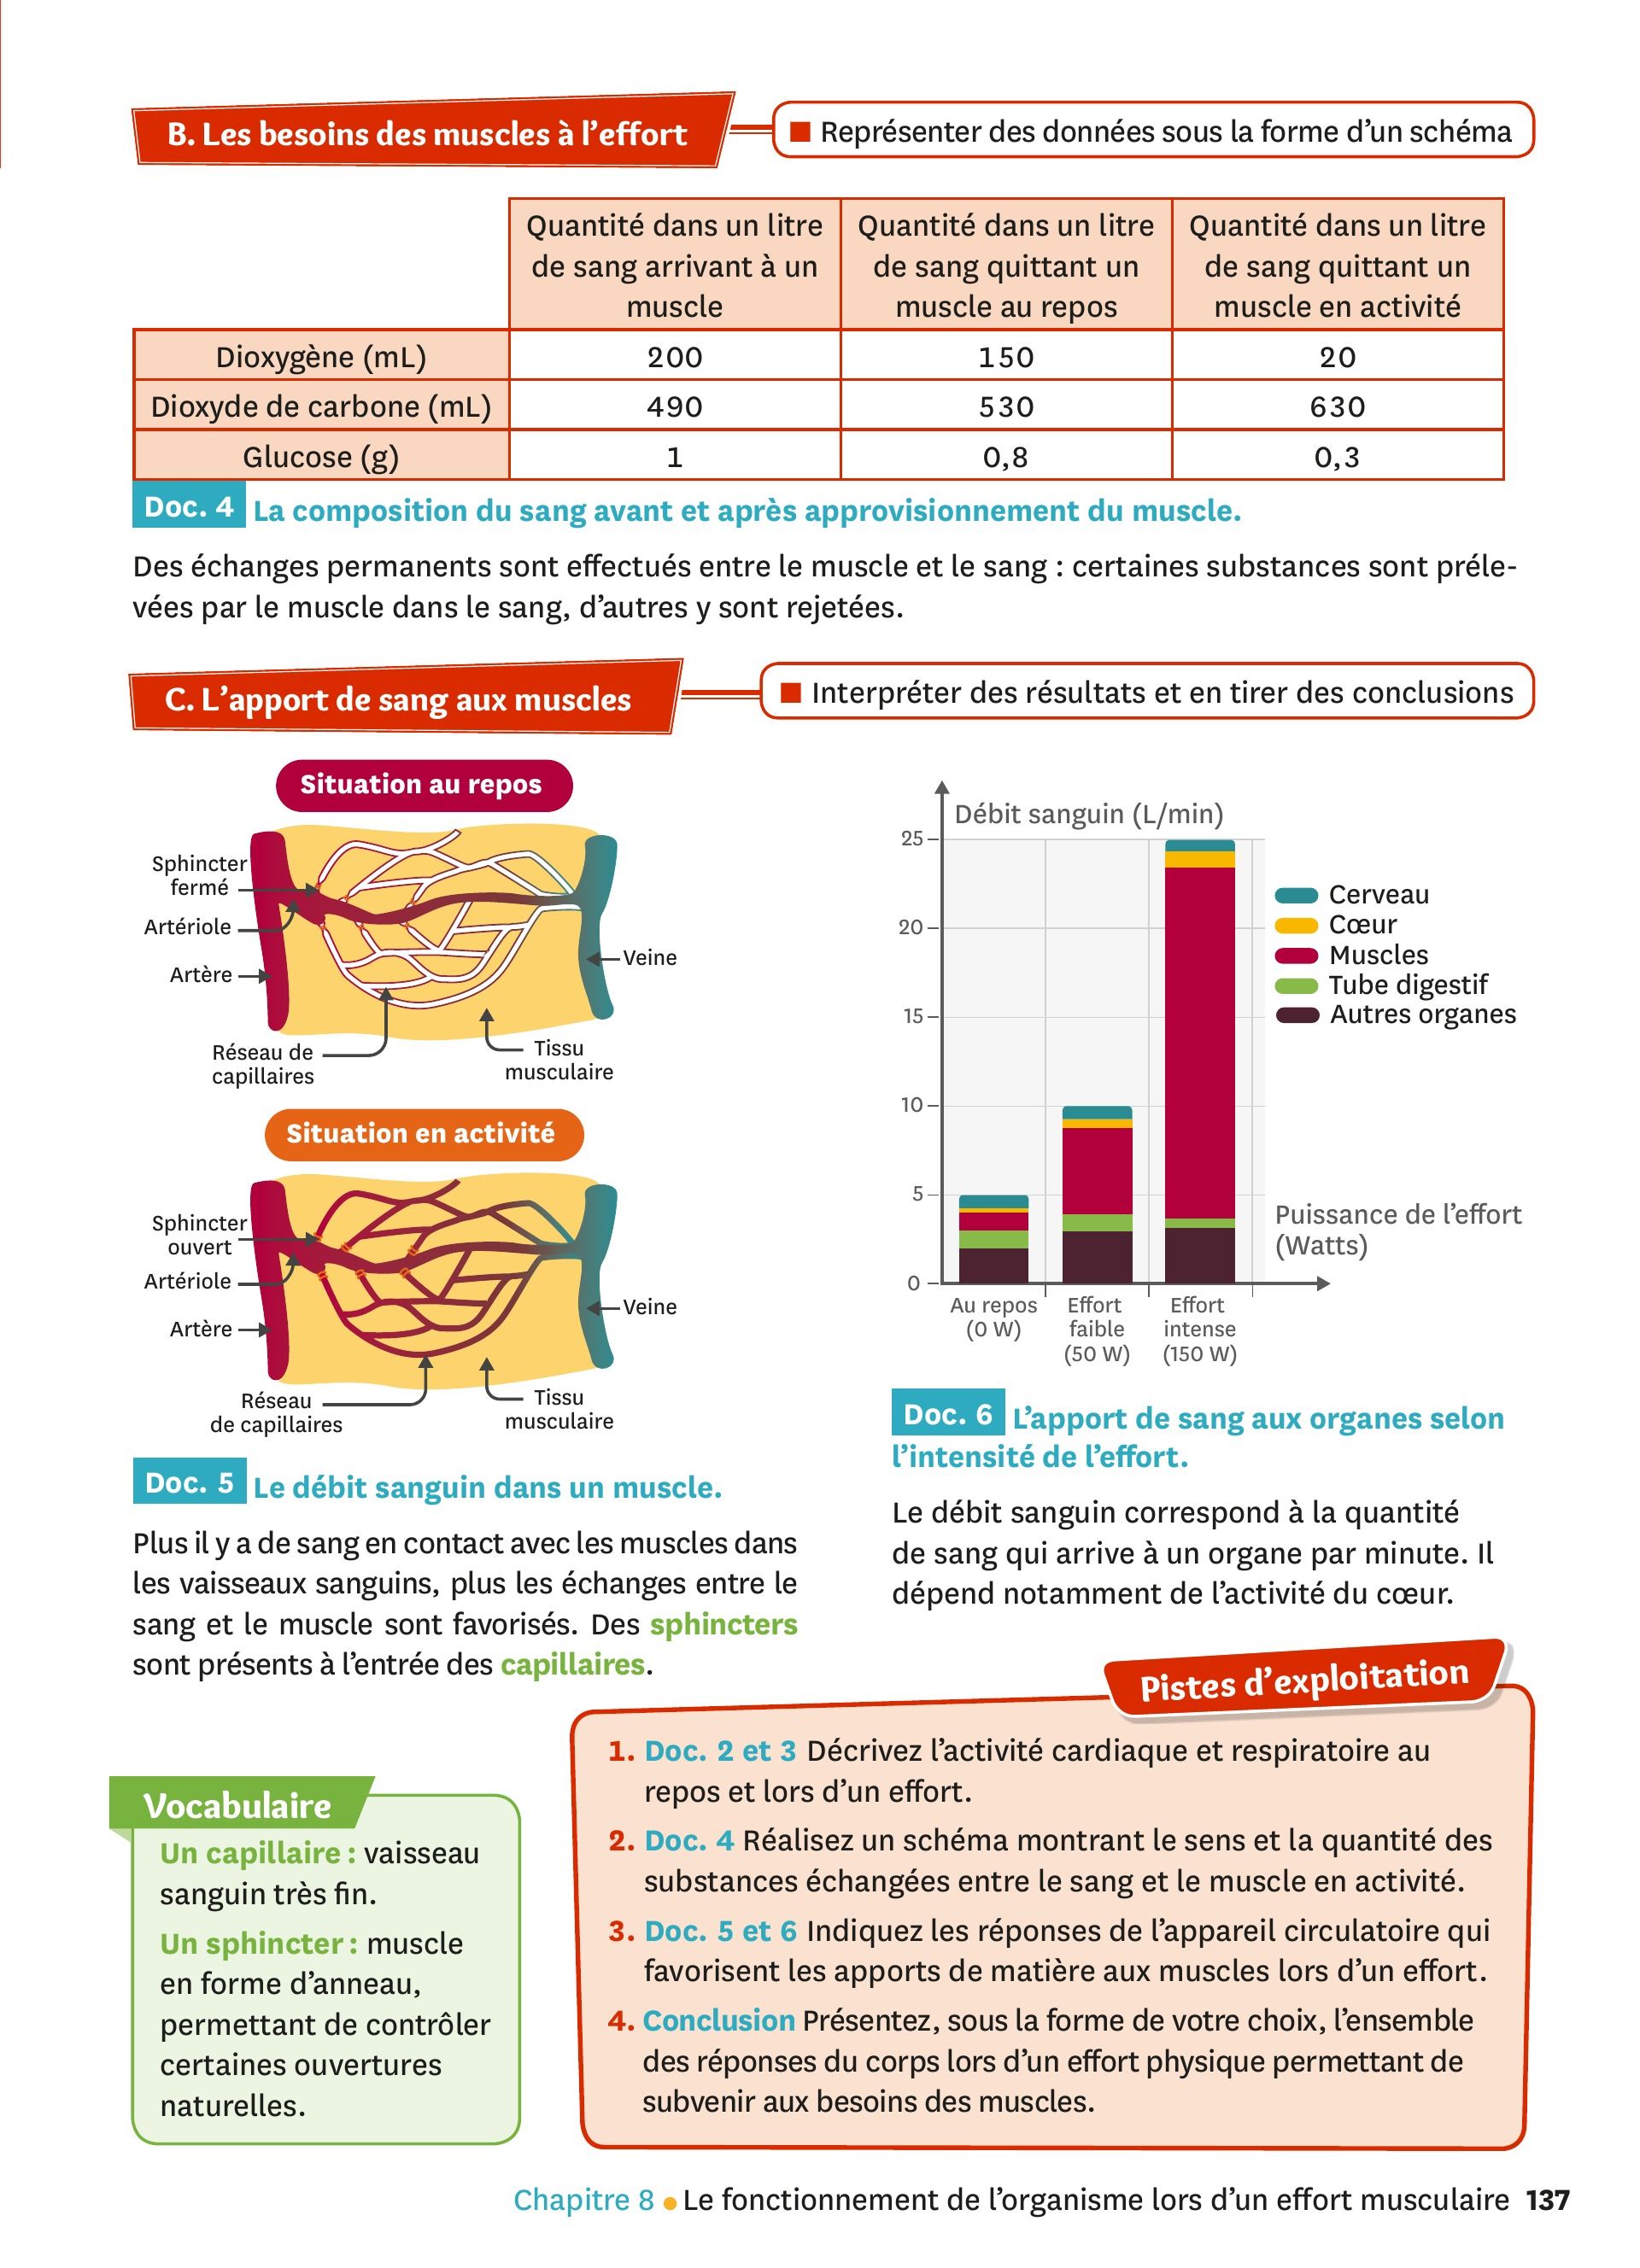 B. Les besoins des muscles à l'effort
■ Représenter des données sous la forme d'un schéma
Quantité dans un litre de sang arrivant à un muscle
Quantité dans un litre de sang quittant un muscle au repos
Quantité dans un litre de sang quittant un muscle en activité
Dioxygène (mL) 200 150 20
Dioxyde de carbone (mL) 490 530 630
Glucose (g) 1 0,8 0,3
Doc. 4 La composition du sang avant et après approvisionnement du muscle.
Des échanges permanents sont effectués entre le muscle et le sang : certaines substances sont préle-
vées par le muscle dans le sang, d'autres y sont rejetées.
C. L'apport de sang aux muscles
■ Interpréter des résultats et en tirer des conclusions
Situation au repos
Sphincter
fermé
Artériole
Artère
Veine
Réseau de
capillaires
Tissu
musculaire
Situation en activité
Sphincter
ouvert
Artériole
Artère
Veine
Réseau
de capillaires
Tissu
musculaire
Doc. 5 Le débit sanguin dans un muscle.
Plus il y a de sang en contact avec les muscles dans
les vaisseaux sanguins, plus les échanges entre le
sang et le muscle sont favorisés. Des sphincters
sont présents à l'entrée des capillaires.
Débit sanguin (L/min)
25
20
15
10
5
0
Cerveau
Cœur
Muscles
Tube digestif
Autres organes
Puissance de l'effort
(Watts)
Au repos
(0 W)
Effort
faible
(50 W)
Effort
intense
(150 W)
Doc. 6 L'apport de sang aux organes selon
l'intensité de l'effort.
Le débit sanguin correspond à la quantité
de sang qui arrive à un organe par minute. Il
dépend notamment de l'activité du cœur.
Vocabulaire
Un capillaire : vaisseau
sanguin très fin.
Un sphincter : muscle
en forme d'anneau,
permettant de contrôler
certaines ouvertures
naturelles.
Pistes d'exploitation
1. Doc. 2 et 3 Décrivez l'activité cardiaque et respiratoire au
repos et lors d'un effort.
2. Doc. 4 Réalisez un schéma montrant le sens et la quantité des
substances échangées entre le sang et le muscle en activité.
3. Doc. 5 et 6 Indiquez les réponses de l'appareil circulatoire qui
favorisent les apports de matière aux muscles lors d'un effort.
4. Conclusion Présentez, sous la forme de votre choix, l'ensemble
des réponses du corps lors d'un effort physique permettant de
subvenir aux besoins des muscles.
Chapitre 8 • Le fonctionnement de l'organisme lors d'un effort musculaire 137